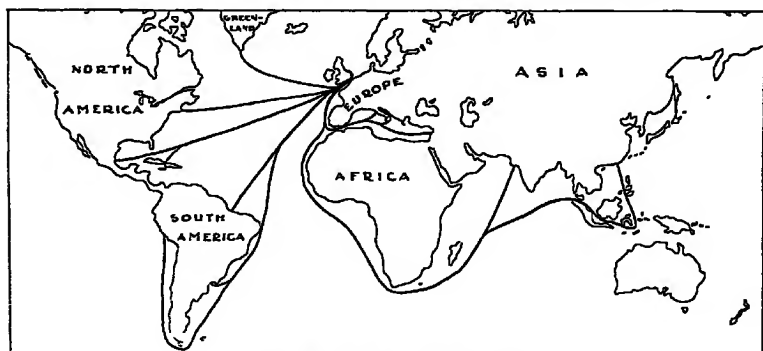 GREEN-
LAND
NORTH
AMERICA
EUROPE
ASIA
AFRICA
SOUTH
AMERICA